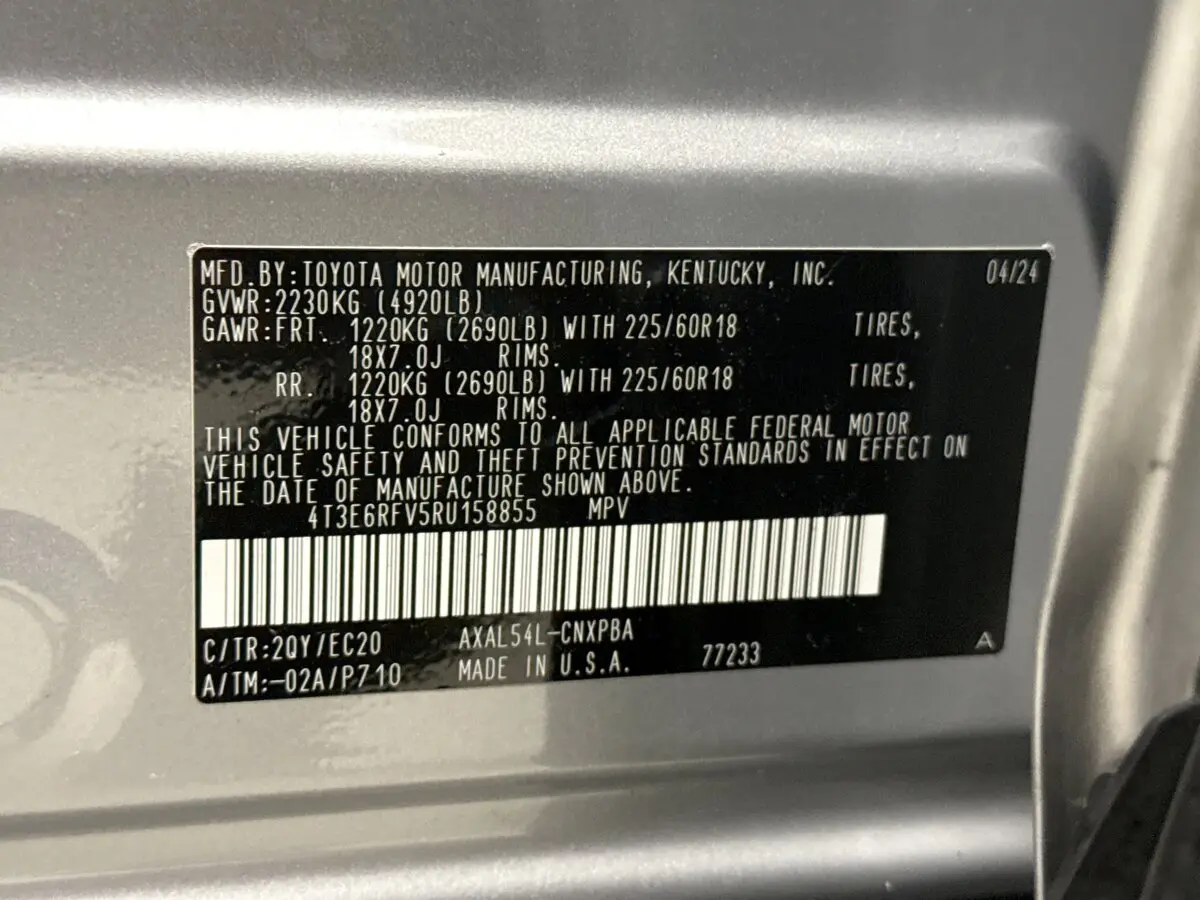 MFD.BY:TOYOTA MOTOR MANUFACTURING, KENTUCKY, INC. 04/24
GVWR:2230KG (4920LB)
GAWR:FRT. 1220KG (2690LB) WITH 225/60R18 TIRES,
18X7.0J RIMS.
RR. 1220KG (2690LB) WITH 225/60R18 TIRES,
18X7.0J RIMS.
THIS VEHICLE CONFORMS TO ALL APPLICABLE FEDERAL MOTOR
VEHICLE SAFETY AND THEFT PREVENTION STANDARDS IN EFFECT ON
THE DATE OF MANUFACTURE SHOWN ABOVE.
4T3E6RFV5RU158855 MPV
C/TR:2QY/EC20 AXAL54L-CNXPBA A
A/TM:-02A/P710 MADE IN U.S.A. 77233